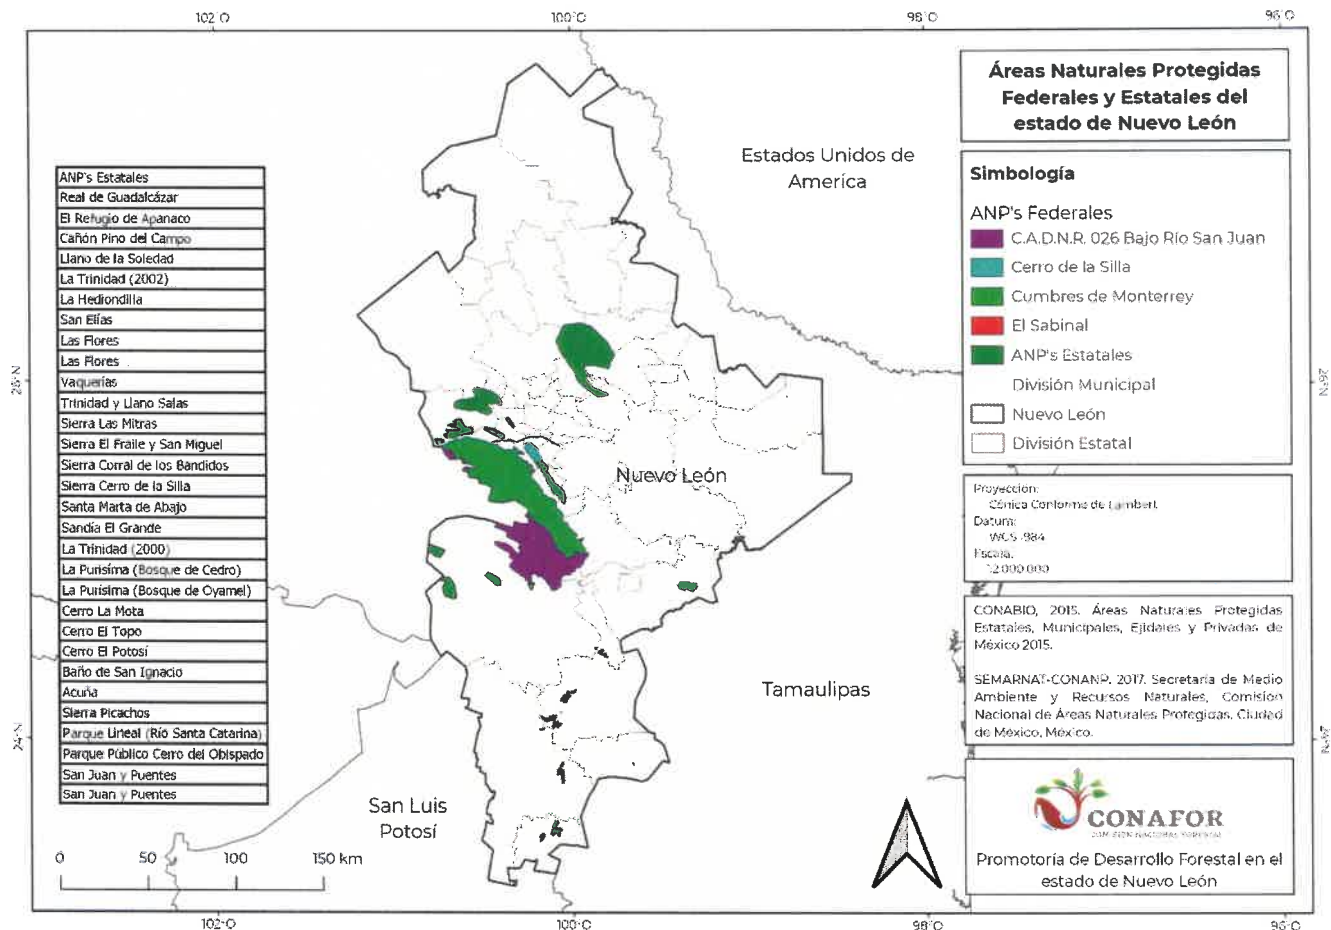 102°O
100°O
98°O
96°O
Áreas Naturales Protegidas
Federales y Estatales del
estado de Nuevo León
Estados Unidos de
America
Simbología
ANP's Federales
C.A.D.N.R. 026 Bajo Río San Juan
Cerro de la Silla
Cumbres de Monterrey
El Sabinal
ANP's Estatales
División Municipal
Nuevo León
División Estatal
ANP's Estatales
Real de Guadalcázar
El Refugio de Apanaco
Cañón Pino del Campo
Llano de la Soledad
La Trinidad (2002)
La Hediondilla
San Elías
Las Flores
Las Flores
Vaquerías
Trinidad y Llano Salas
Sierra Las Mitras
Sierra El Fraile y San Miguel
Sierra Corral de los Bandidos
Sierra Cerro de la Silla
Santa Marta de Abajo
Sandía El Grande
La Trinidad (2000)
La Purísima (Bosque de Cedro)
La Purísima (Bosque de Oyamel)
Cerro La Mota
Cerro El Topo
Cerro El Potosí
Baño de San Ignacio
Acuña
Sierra Picachos
Parque Lineal (Río Santa Catarina)
Parque Público Cerro del Obispado
San Juan y Puentes
San Juan y Puentes
26°N
26°N
24°N
24°N
Nuevo León
Tamaulipas
San Luis
Potosí
Proyección:
Cónica Conforme de Lambert
Datum:
Escala:
CONABIO, 2015. Áreas Naturales Protegidas
Estatales, Municipales, Ejidales y Privadas de
México 2015.
SEMARNAT-CONANP. 2017. Secretaría de Medio
Ambiente y Recursos Naturales, Comisión
Nacional de Áreas Naturales Protegidas, Ciudad
de México, México.
CONAFOR
COMISIÓN NACIONAL FORESTAL
Promotoría de Desarrollo Forestal en el
estado de Nuevo León
0 50 100 150 km
102°O
100°O
98°O
96°O